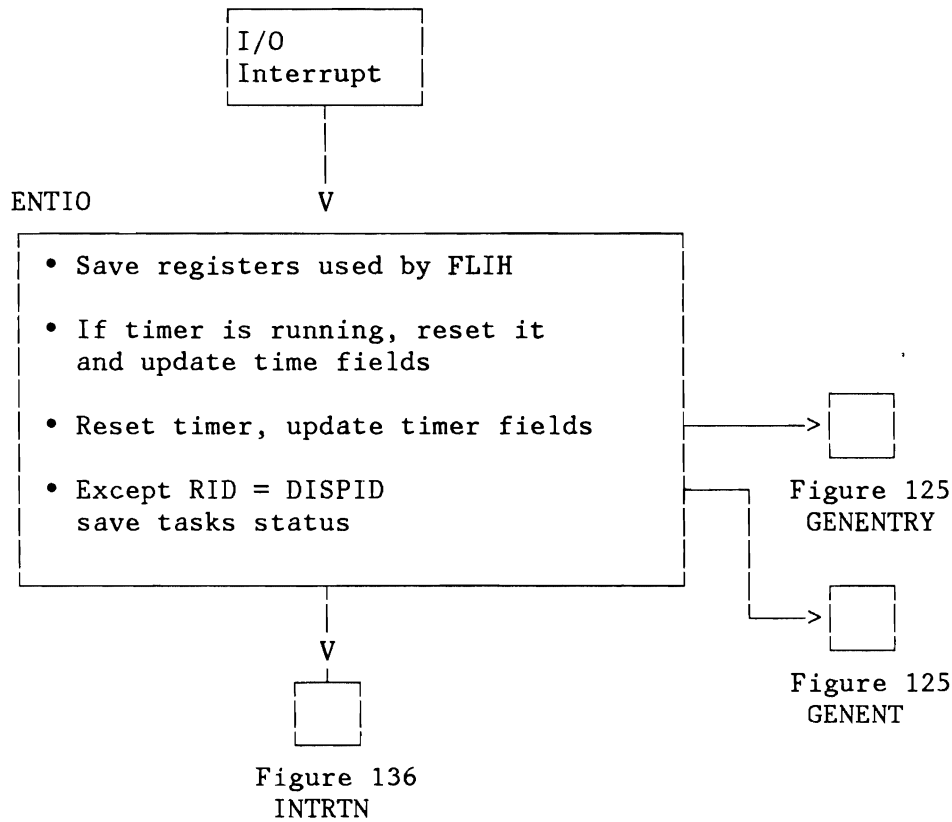 I/O
Interrupt
V
ENTIO
• Save registers used by FLIH
• If timer is running, reset it
and update time fields
• Reset timer, update timer fields
• Except RID = DISPID
save tasks status
>
Figure 125
GENENTRY
>
Figure 125
GENENT
V
Figure 136
INTRTN